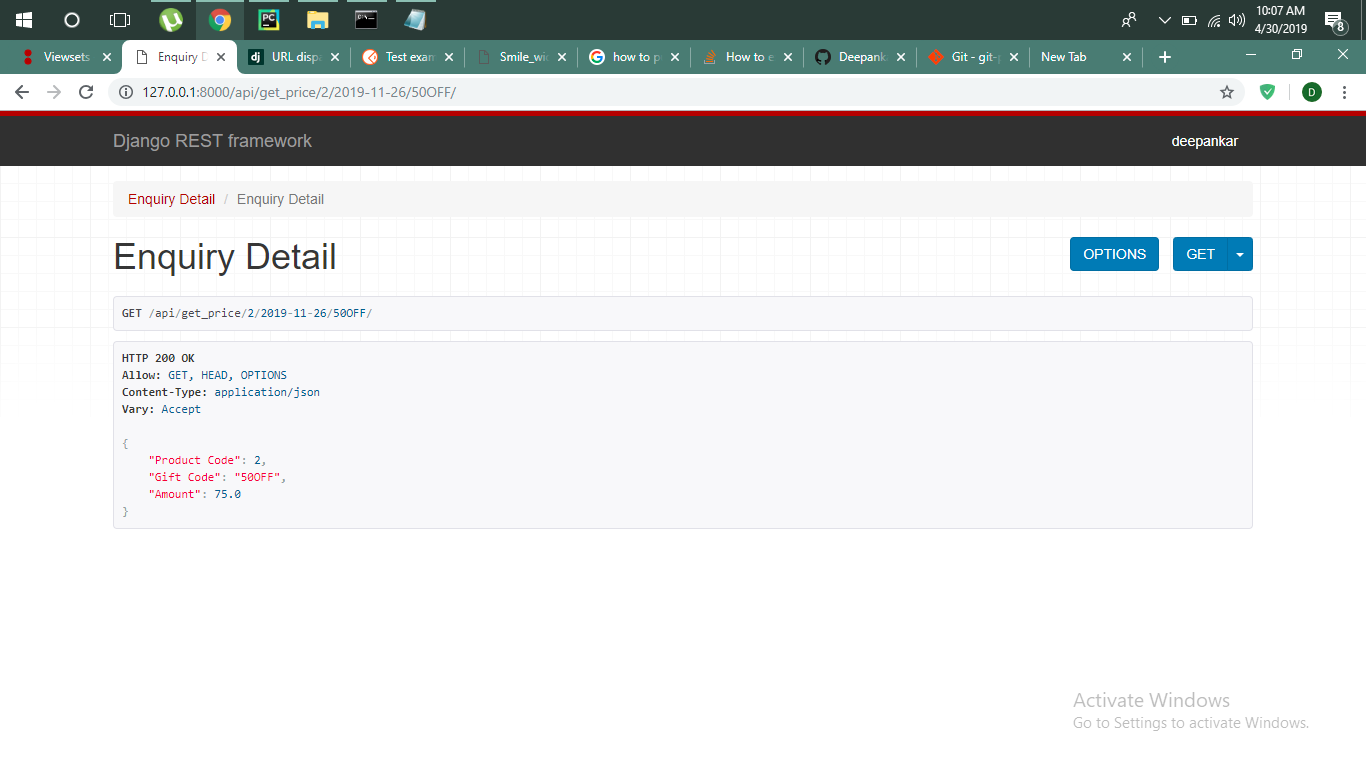 10:07 AM
4/30/2019
8
Viewsets
Enquiry D
dj URL dispa
Test exam
Smile_wi
how to p
How to e
Deepank
Git - git-
New Tab
127.0.0.1:8000/api/get_price/2/2019-11-26/50OFF/
D
Django REST framework
deepankar
Enquiry Detail / Enquiry Detail
Enquiry Detail
OPTIONS
GET
GET /api/get_price/2/2019-11-26/50OFF/
HTTP 200 OK
Allow: GET, HEAD, OPTIONS
Content-Type: application/json
Vary: Accept
{
"Product Code": 2,
"Gift Code": "50OFF",
"Amount": 75.0
}
Activate Windows
Go to Settings to activate Windows.